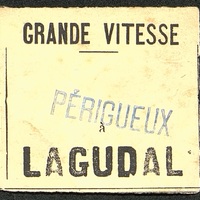 GRANDE VITESSE
PÉRIGUEUX
à
LAGUDAL